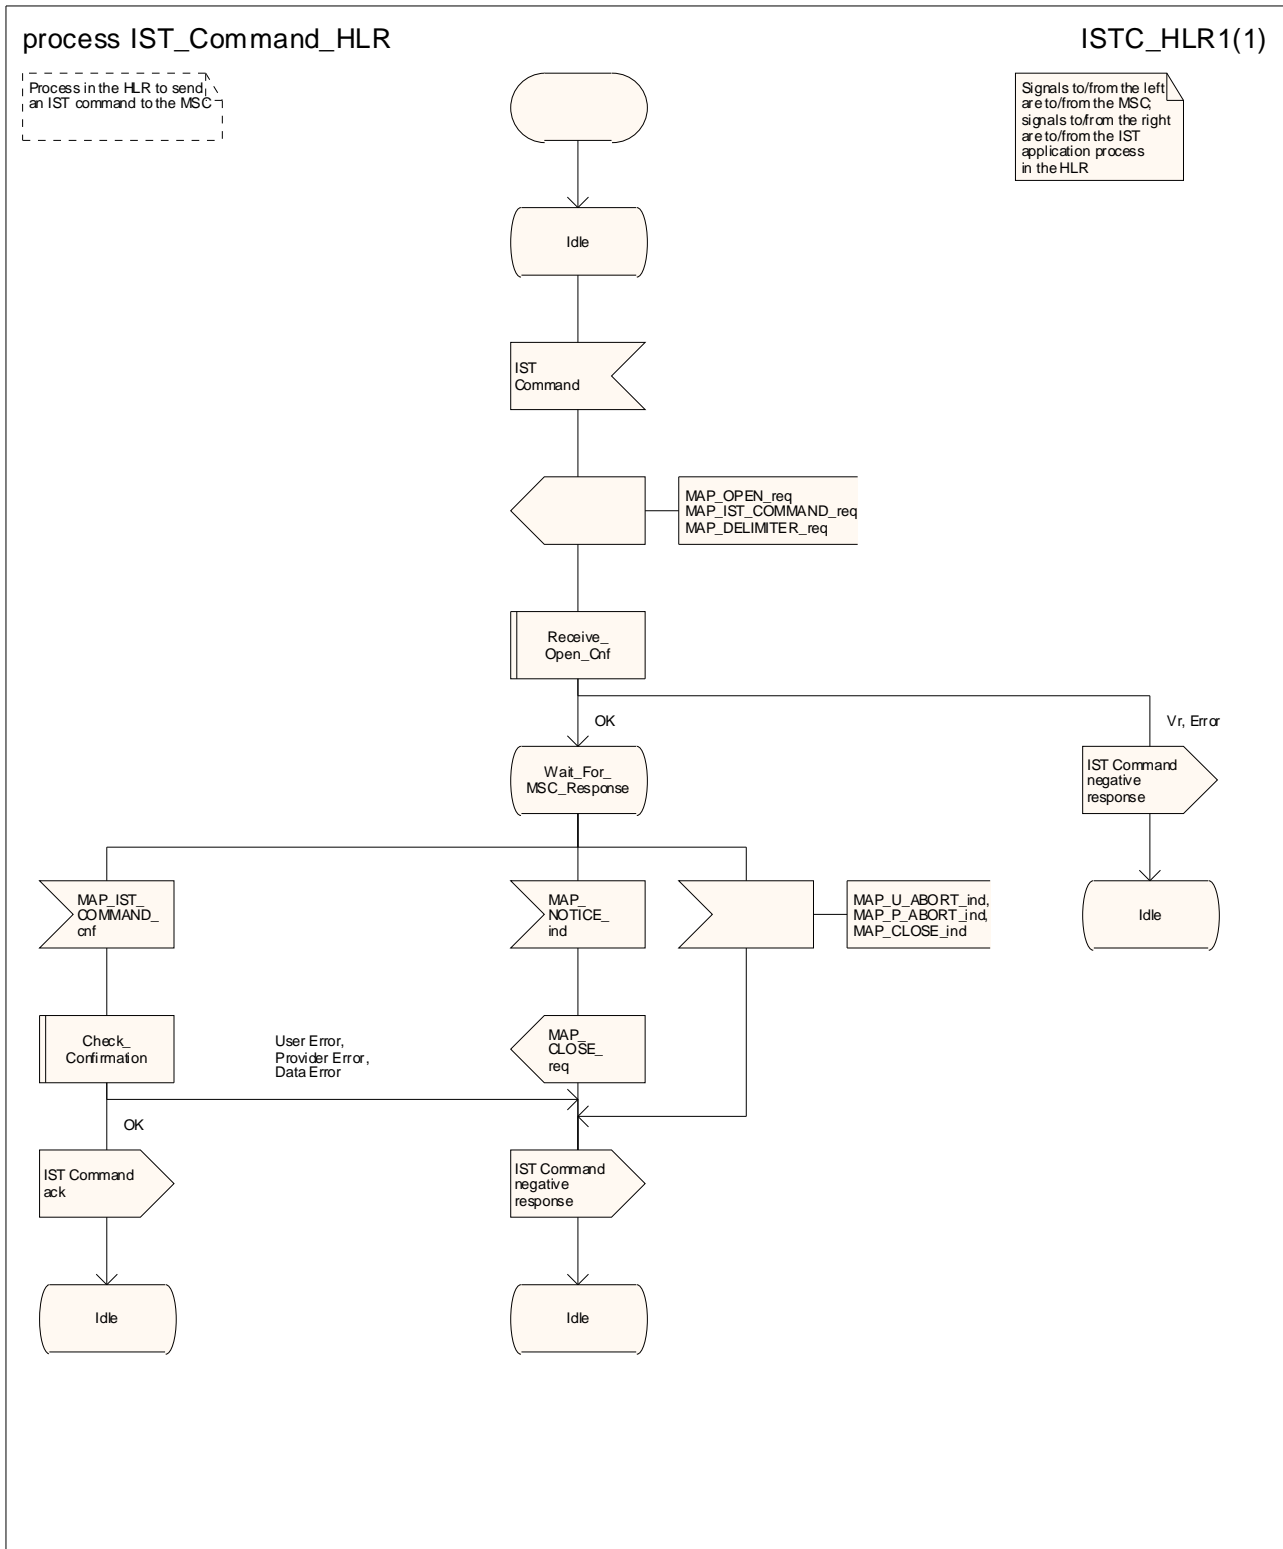 process IST_Command_HLR
ISTC_HLR1(1)
Process in the HLR to send
an IST command to the MSC
Signals to/from the left
are to/from the MSC;
signals to/from the right
are to/from the IST
application process
in the HLR
Idle
IST
Command
MAP_OPEN_req
MAP_IST_COMMAND_req
MAP_DELIMITER_req
Receive_
Open_Cnf
OK
Vr, Error
Wait_For_
MSC_Response
IST Command
negative
response
MAP_IST_
COMMAND_
cnf
MAP_
NOTICE_
ind
MAP_U_ABORT_ind,
MAP_P_ABORT_ind,
MAP_CLOSE_ind
Idle
Check_
Confirmation
User Error,
Provider Error,
Data Error
MAP_
CLOSE_
req
OK
IST Command
ack
IST Command
negative
response
Idle
Idle